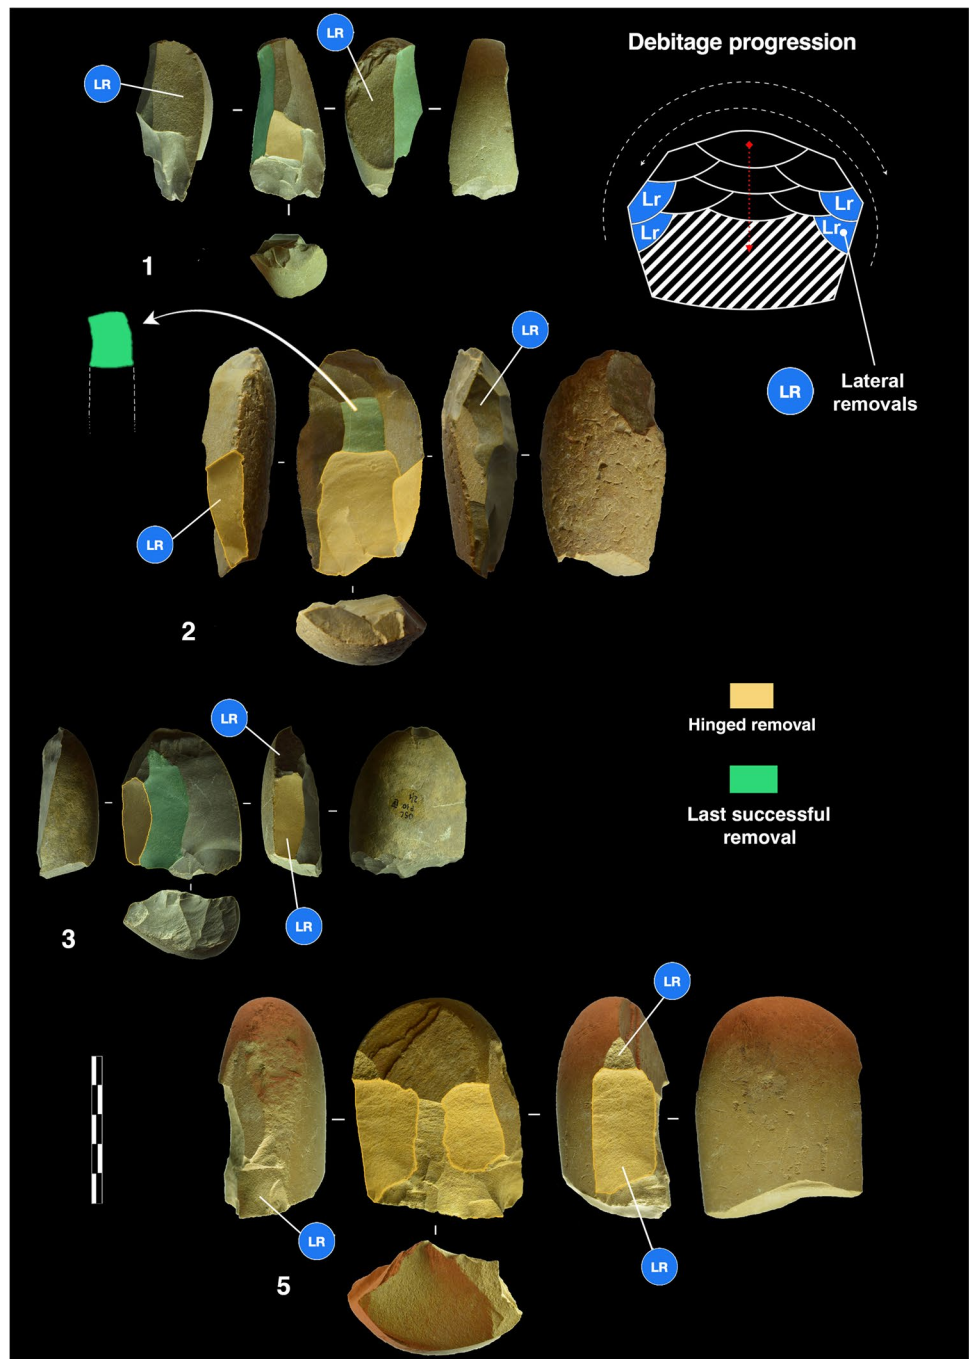 LR
LR
Debitage progression
Lr
Lr
Lr
Lr
1
LR
LR
Lateral
removals
LR
2
Hinged removal
LR
Last successful
removal
LR
3
LR
LR
LR
5